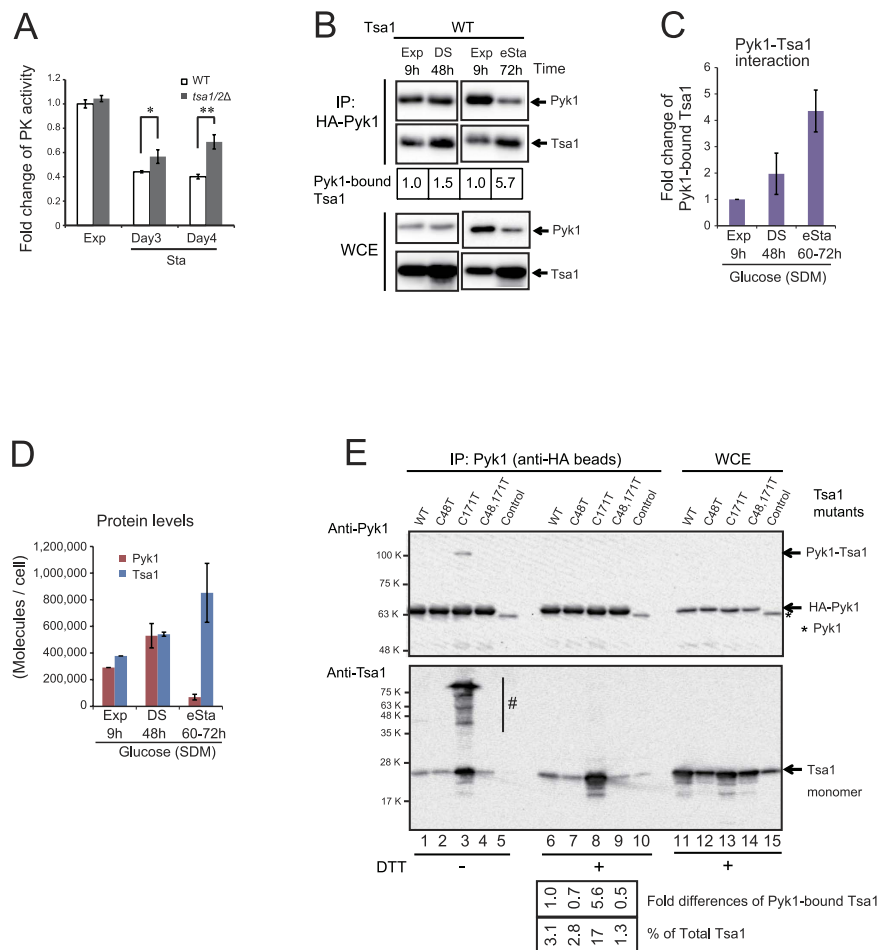 A
WT
tsa1/2Δ
Fold change of PK activity
1.2
1.0
0.8
0.6
0.4
0.2
0
*
**
Exp Day3 Day4
Sta
B
Tsa1 WT
Exp DS Exp eSta
9h 48h 9h 72h Time
IP:
HA-Pyk1
Pyk1
Tsa1
Pyk1-bound
Tsa1
1.0 1.5 1.0 5.7
WCE
Pyk1
Tsa1
C
Pyk1-Tsa1
interaction
Fold change of
Pyk1-bound Tsa1
6
5
4
3
2
1
0
Exp DS eSta
9h 48h 60-72h
Glucose (SDM)
D
Protein levels
(Molecules / cell)
1,200,000
1,000,000
800,000
600,000
400,000
200,000
0
Pyk1
Tsa1
Exp DS eSta
9h 48h 60-72h
Glucose (SDM)
E
IP: Pyk1 (anti-HA beads) WCE
WT C48T C171T C48,171T Control WT C48T C171T C48,171T Control WT C48T C171T C48,171T Control
Tsa1
mutants
Anti-Pyk1
100 K
75 K
63 K
48 K
Pyk1-Tsa1
HA-Pyk1
*
* Pyk1
Anti-Tsa1
75 K
63 K
48 K
35 K
28 K
17 K
#
Tsa1
monomer
1 2 3 4 5 6 7 8 9 10 11 12 13 14 15
DTT - + +
1.0 0.7 5.6 0.5 Fold differences of Pyk1-bound Tsa1
3.1 2.8 17 1.3 % of Total Tsa1